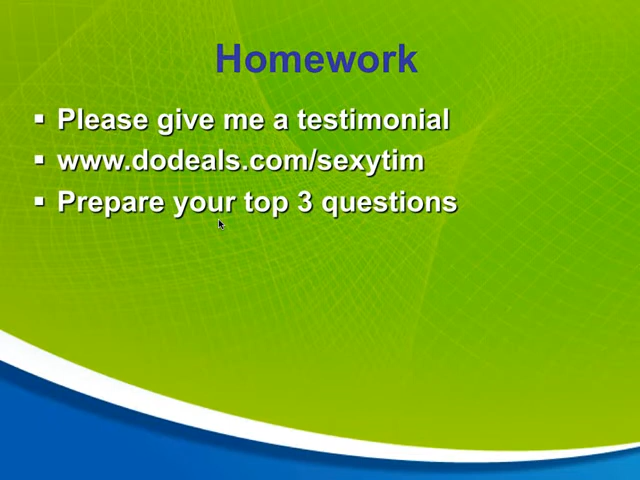 Homework
Please give me a testimonial
www.dodeals.com/sexytim
Prepare your top 3 questions